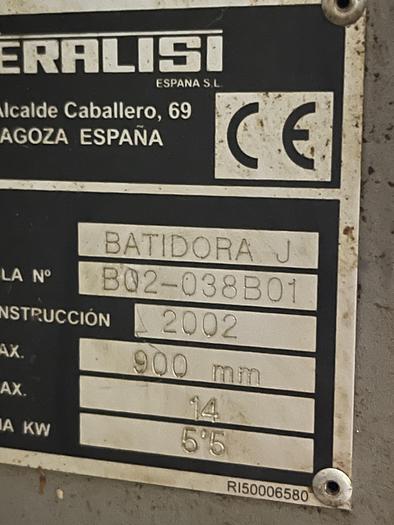 ERALISI
ESPAÑA S.L.
Alcalde Caballero, 69
AGOZA ESPAÑA
CE
BATIDORA J
LA Nº B02-038B01
NSTRUCCIÓN 2002
AX. 900 mm
AX. 14
IA KW 5'5
RI50006580